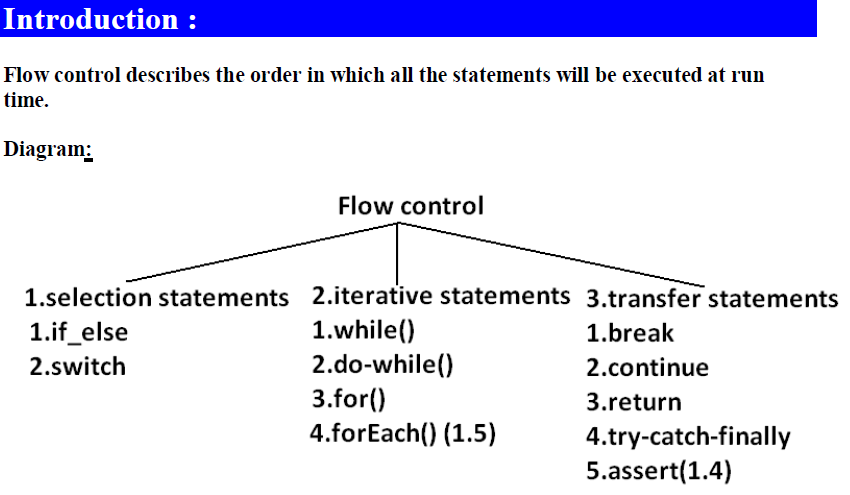 Introduction :
Flow control describes the order in which all the statements will be executed at run
time.
Diagram:
Flow control
1.selection statements
1.if_else
2.switch
2.iterative statements
1.while()
2.do-while()
3.for()
4.forEach() (1.5)
3.transfer statements
1.break
2.continue
3.return
4.try-catch-finally
5.assert(1.4)